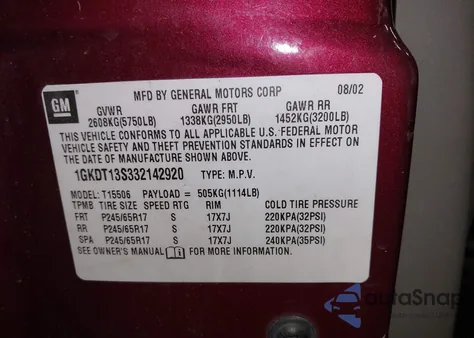 GM
MFD BY GENERAL MOTORS CORP 08/02
GVWR GAWR FRT GAWR RR
2608KG(5750LB) 1338KG(2950LB) 1452KG(3200LB)
THIS VEHICLE CONFORMS TO ALL APPLICABLE U.S. FEDERAL MOTOR
VEHICLE SAFETY AND THEFT PREVENTION STANDARDS IN EFFECT ON
THE DATE OF MANUFACTURE SHOWN ABOVE.
1GKDT13S332142920 TYPE: M.P.V.
MODEL: T15506 PAYLOAD = 505KG(1114LB)
TPMB TIRE SIZE SPEED RTG RIM COLD TIRE PRESSURE
FRT P245/65R17 S 17X7J 220KPA(32PSI)
RR P245/65R17 S 17X7J 220KPA(32PSI)
SPA P245/65R17 S 17X7J 240KPA(35PSI)
SEE OWNER'S MANUAL i FOR MORE INFORMATION.
AutaSnap